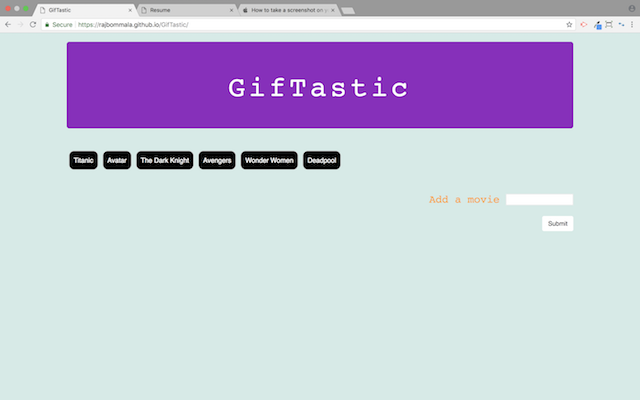 GifTastic
Resume
How to take a screenshot on yo
Secure
https://rajbommala.github.io/GifTastic/
GifTastic
Titanic
Avatar
The Dark Knight
Avengers
Wonder Women
Deadpool
Add a movie
Submit